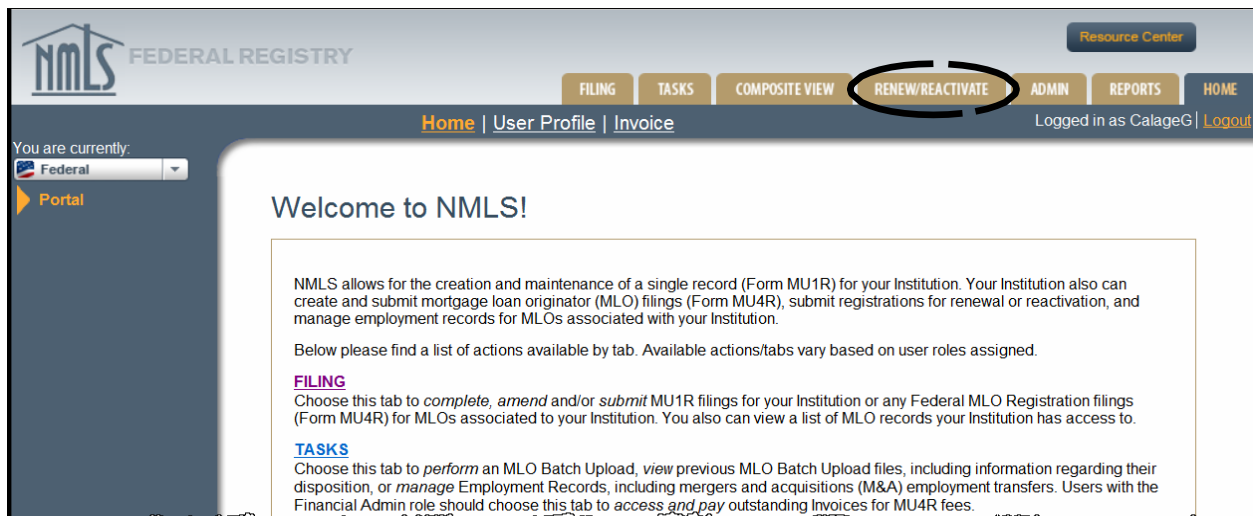 Resource Center
NMLS FEDERAL REGISTRY
FILING TASKS COMPOSITE VIEW RENEW/REACTIVATE ADMIN REPORTS HOME
Home | User Profile | Invoice Logged in as CalageG | Logout
You are currently:
Federal
Portal
Welcome to NMLS!
NMLS allows for the creation and maintenance of a single record (Form MU1R) for your Institution. Your Institution also can
create and submit mortgage loan originator (MLO) filings (Form MU4R), submit registrations for renewal or reactivation, and
manage employment records for MLOs associated with your Institution.
Below please find a list of actions available by tab. Available actions/tabs vary based on user roles assigned.
FILING
Choose this tab to complete, amend and/or submit MU1R filings for your Institution or any Federal MLO Registration filings
(Form MU4R) for MLOs associated to your Institution. You also can view a list of MLO records your Institution has access to.
TASKS
Choose this tab to perform an MLO Batch Upload, view previous MLO Batch Upload files, including information regarding their
disposition, or manage Employment Records, including mergers and acquisitions (M&A) employment transfers. Users with the
Financial Admin role should choose this tab to access and pay outstanding Invoices for MU4R fees.